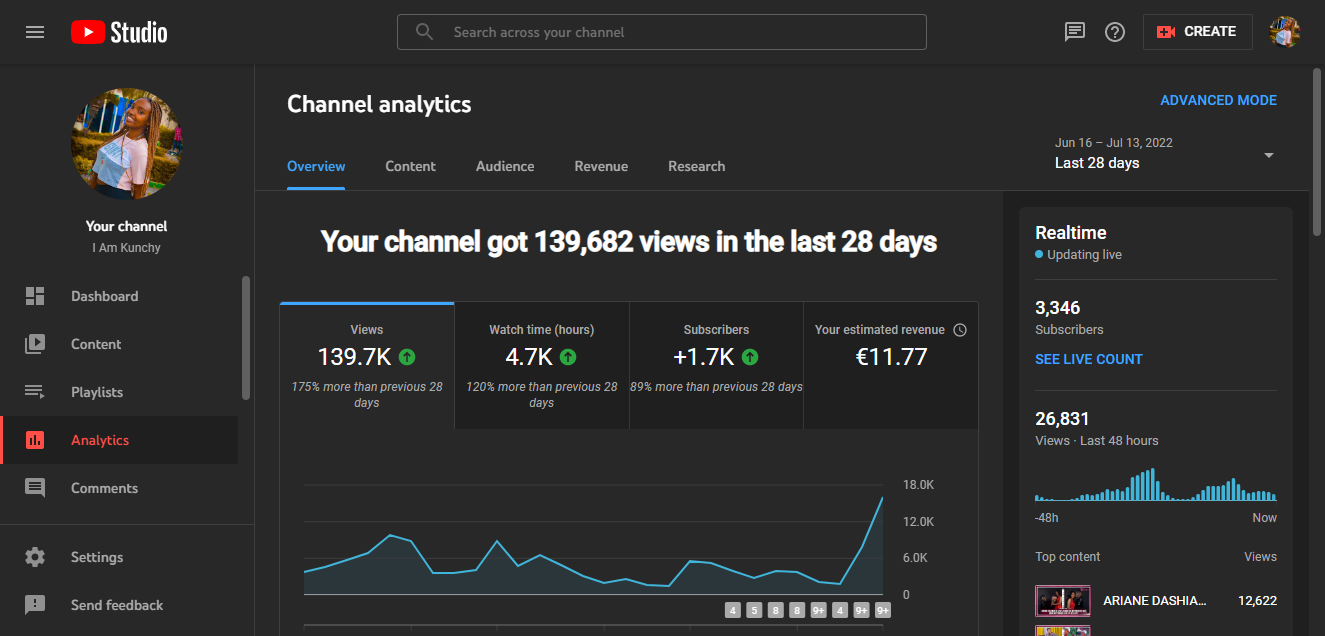 Studio
Search across your channel
CREATE
Your channel
I Am Kunchy
Dashboard
Content
Playlists
Analytics
Comments
Settings
Send feedback
Channel analytics
ADVANCED MODE
Overview
Content
Audience
Revenue
Research
Jun 16 – Jul 13, 2022
Last 28 days
Your channel got 139,682 views in the last 28 days
Views
139.7K
175% more than previous 28
days
Watch time (hours)
4.7K
120% more than previous 28
days
Subscribers
+1.7K
89% more than previous 28 days
Your estimated revenue
€11.77
18.0K
12.0K
6.0K
0
4 5 8 8 9+ 4 9+ 9+
Realtime
Updating live
3,346
Subscribers
SEE LIVE COUNT
26,831
Views · Last 48 hours
-48h
Now
Top content
Views
ARIANE DASHIA...
12,622